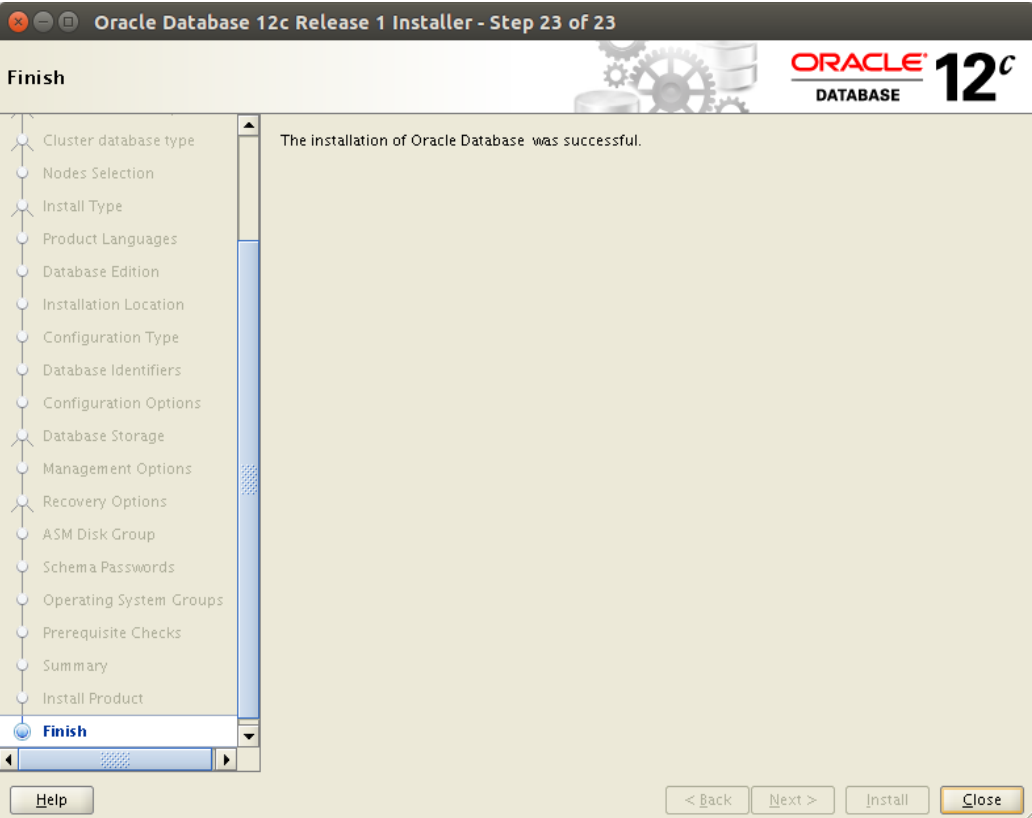 Oracle Database 12c Release 1 Installer - Step 23 of 23
Finish
ORACLE
DATABASE
12c
Cluster database type
Nodes Selection
Install Type
Product Languages
Database Edition
Installation Location
Configuration Type
Database Identifiers
Configuration Options
Database Storage
Management Options
Recovery Options
ASM Disk Group
Schema Passwords
Operating System Groups
Prerequisite Checks
Summary
Install Product
Finish
The installation of Oracle Database was successful.
Help
< Back
Next >
Install
Close